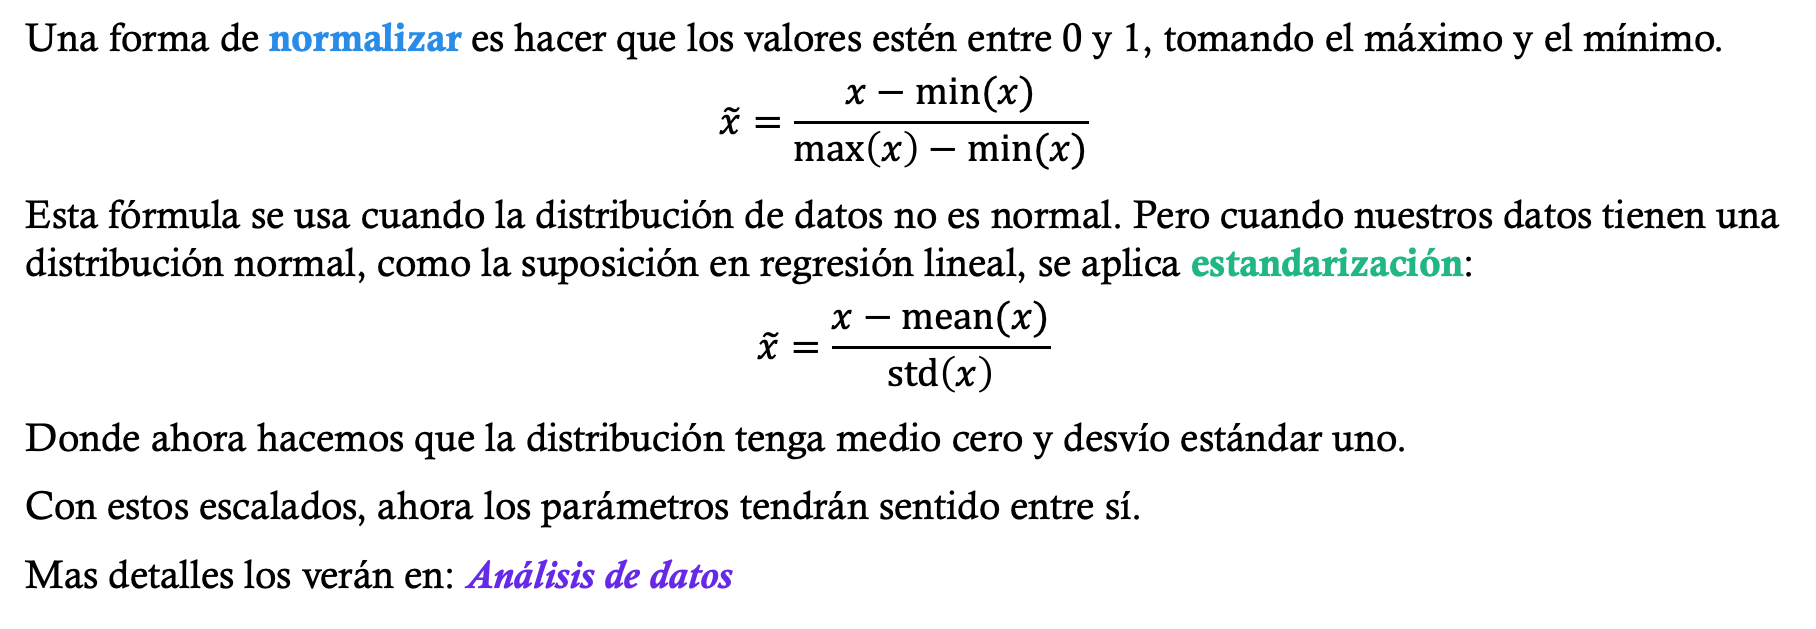 Una forma de normalizar es hacer que los valores estén entre 0 y 1, tomando el máximo y el mínimo.
x̃ = (x − min(x)) / (max(x) − min(x))
Esta fórmula se usa cuando la distribución de datos no es normal. Pero cuando nuestros datos tienen una
distribución normal, como la suposición en regresión lineal, se aplica estandarización:
x̃ = (x − mean(x)) / std(x)
Donde ahora hacemos que la distribución tenga medio cero y desvío estándar uno.
Con estos escalados, ahora los parámetros tendrán sentido entre sí.
Mas detalles los verán en: Análisis de datos